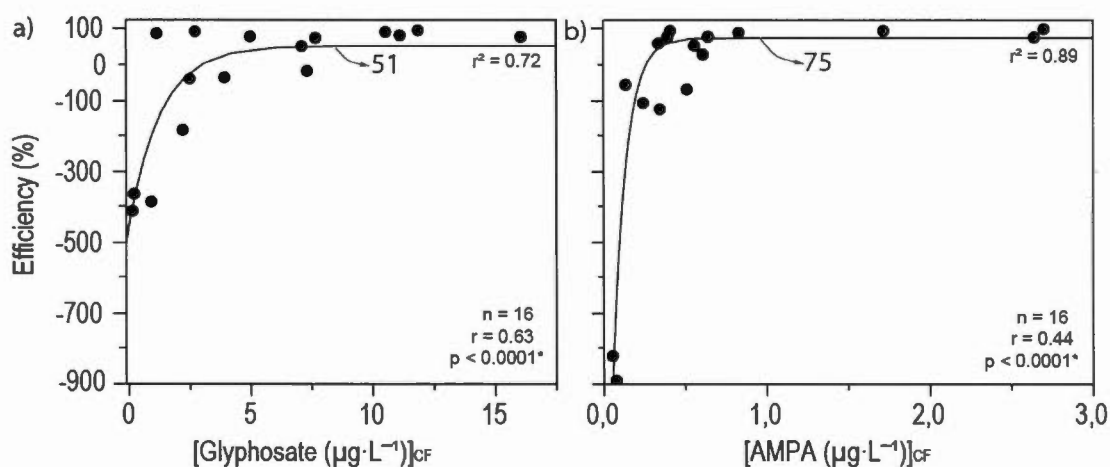 a)
Efficiency (%)
100
0
-100
-300
-500
-700
-900
51
r² = 0.72
n = 16
r = 0.63
p < 0.0001*
0
5
10
15
[Glyphosate (µg·L⁻¹)]CF
b)
75
r² = 0.89
n = 16
r = 0.44
p < 0.0001*
0,0
1,0
2,0
3,0
[AMPA (µg·L⁻¹)]CF